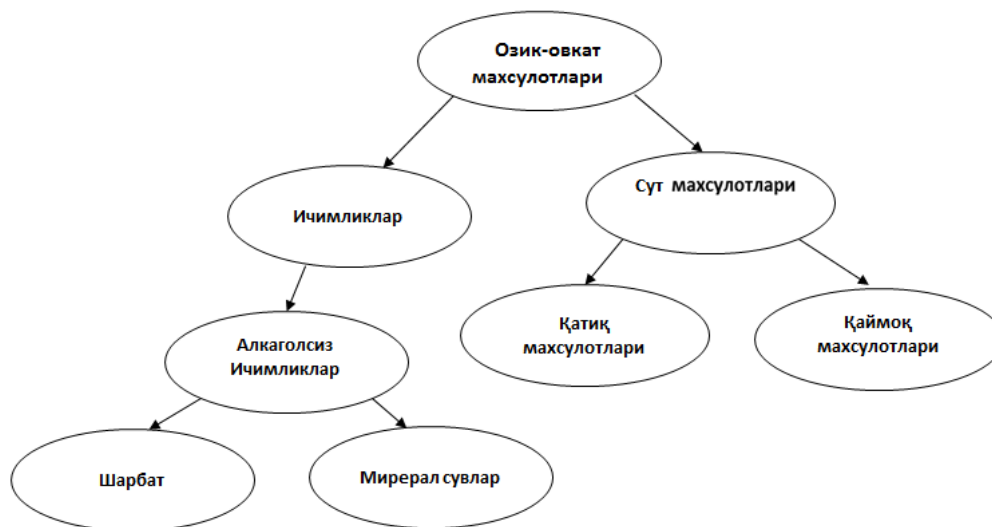 Озик-овкат
махсулотлари
Ичимликлар
Сут махсулотлари
Алкаголсиз
Ичимликлар
Қатиқ
махсулотлари
Қаймоқ
махсулотлари
Шарбат
Мирерал сувлар